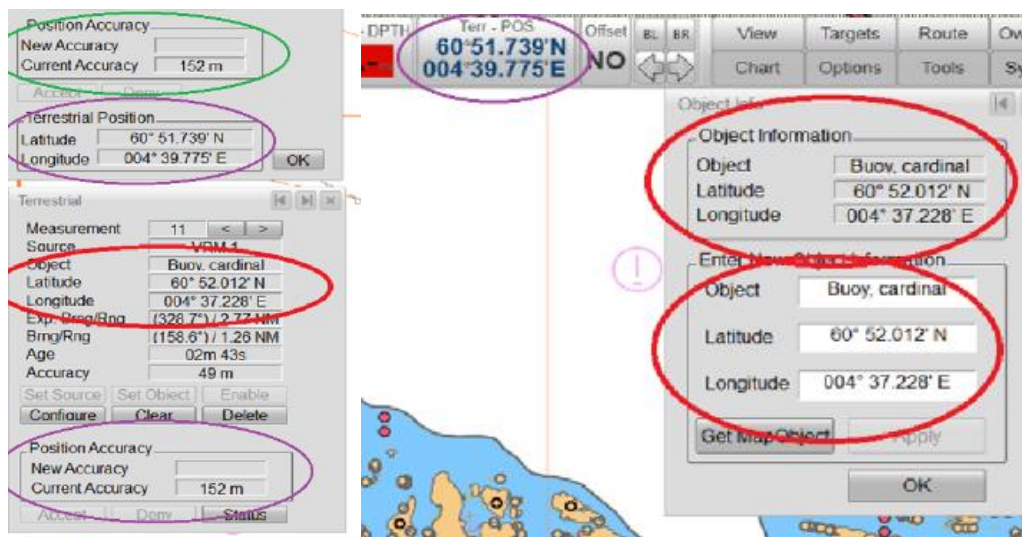 Position Accuracy
New Accuracy
Current Accuracy 152 m
Accept Deny
Terrestrial Position
Latitude 60° 51.739' N
Longitude 004° 39.775' E OK
Terrestrial
Measurement 11 < >
Source VRM 1
Object Buoy, cardinal
Latitude 60° 52.012' N
Longitude 004° 37.228' E
Exp. Brng/Rng (328.7°) / 2.77 NM
Brng/Rng (158.6°) / 1.26 NM
Age 02m 43s
Accuracy 49 m
Set Source Set Object Enable
Configure Clear Delete
Position Accuracy
New Accuracy
Current Accuracy 152 m
Accept Deny Status
DPTH Terr - POS Offset BL BR View Targets Route Ow
60°51.739'N
004°39.775'E NO Chart Options Tools Sy
Object Info
Object Information
Object Buoy, cardinal
Latitude 60° 52.012' N
Longitude 004° 37.228' E
Enter New Object Information
Object Buoy, cardinal
Latitude 60° 52.012' N
Longitude 004° 37.228' E
Get MapObject Apply
OK